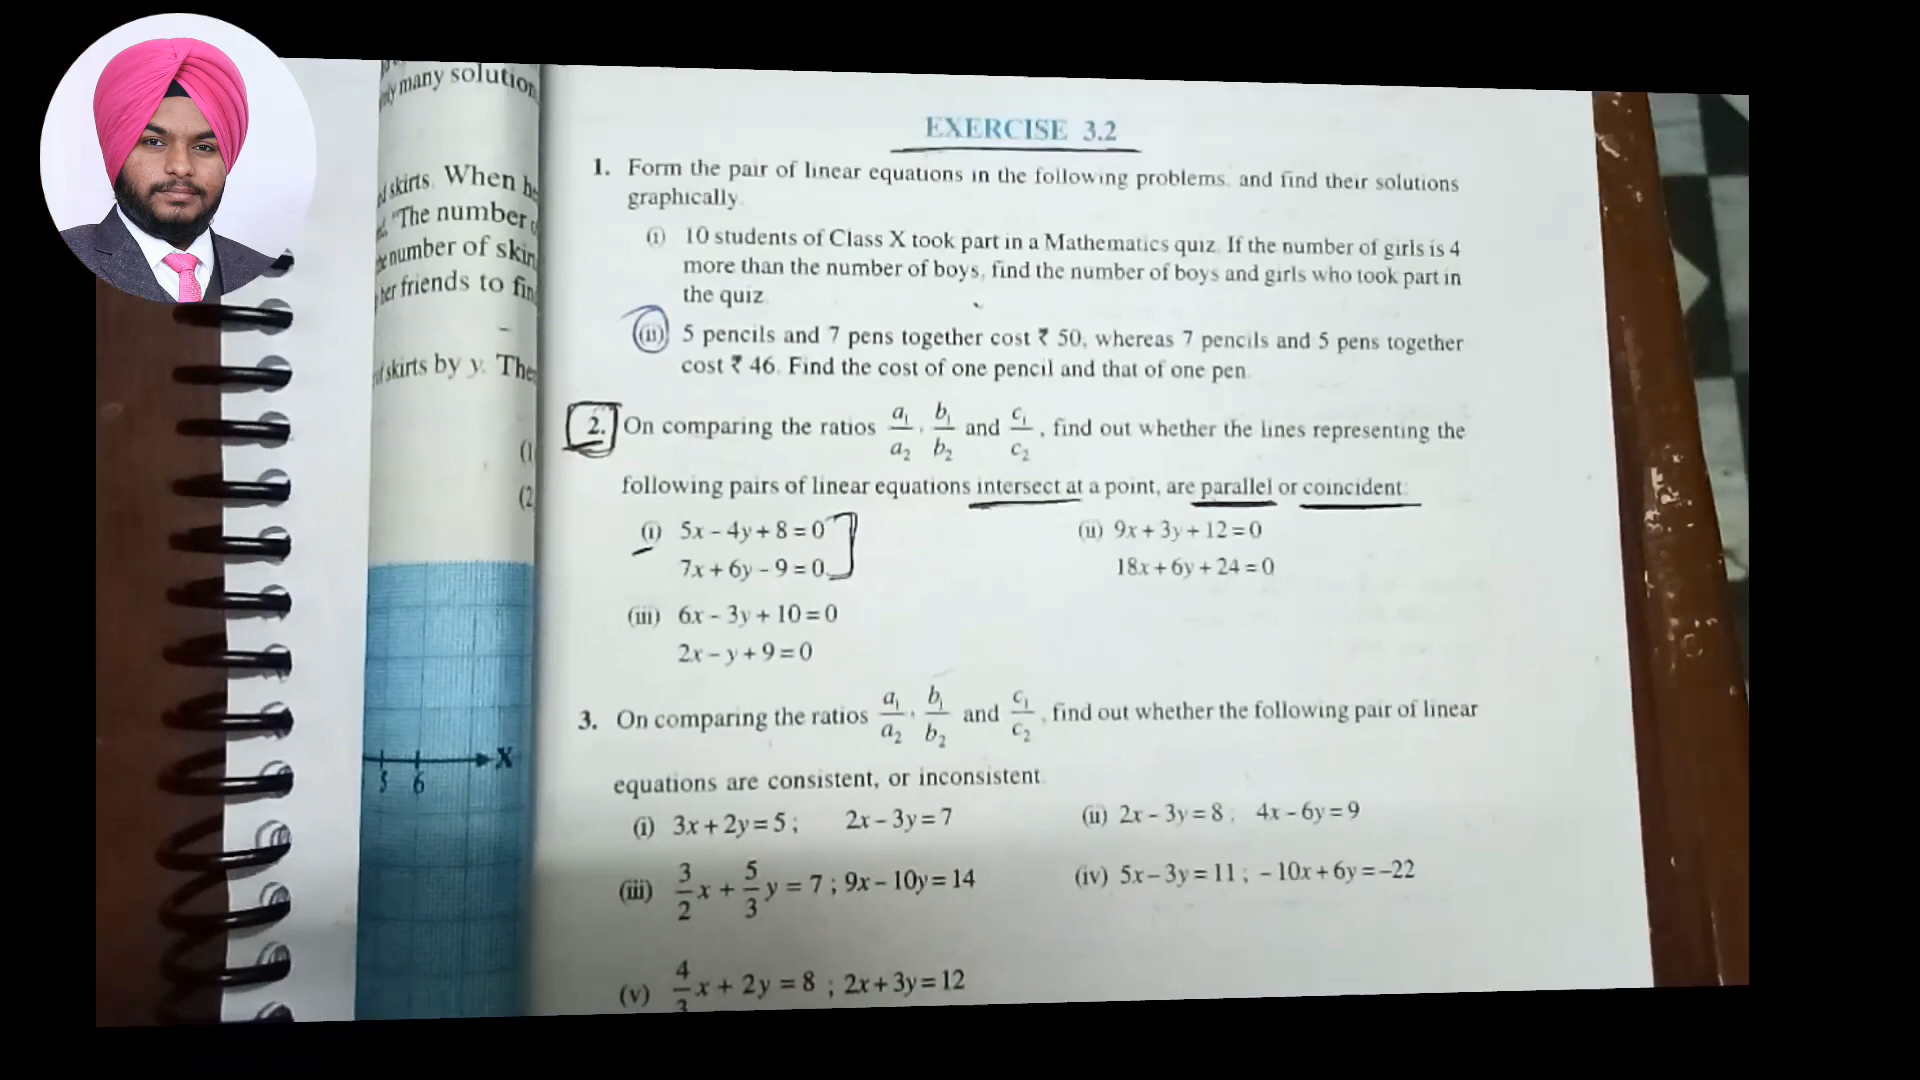 many solution
skirts. When he
"The number
number of skir
her friends to fin
skirts by y. The
(1
(2
X
5 6
EXERCISE 3.2
1. Form the pair of linear equations in the following problems, and find their solutions
graphically.
(i) 10 students of Class X took part in a Mathematics quiz. If the number of girls is 4
more than the number of boys, find the number of boys and girls who took part in
the quiz.
(ii) 5 pencils and 7 pens together cost ₹ 50, whereas 7 pencils and 5 pens together
cost ₹ 46. Find the cost of one pencil and that of one pen.
2. On comparing the ratios a₁/a₂, b₁/b₂ and c₁/c₂, find out whether the lines representing the
following pairs of linear equations intersect at a point, are parallel or coincident:
(i) 5x – 4y + 8 = 0 (ii) 9x + 3y + 12 = 0
7x + 6y – 9 = 0 18x + 6y + 24 = 0
(iii) 6x – 3y + 10 = 0
2x – y + 9 = 0
3. On comparing the ratios a₁/a₂, b₁/b₂ and c₁/c₂, find out whether the following pair of linear
equations are consistent, or inconsistent.
(i) 3x + 2y = 5 ; 2x – 3y = 7 (ii) 2x – 3y = 8 ; 4x – 6y = 9
(iii) 3/2 x + 5/3 y = 7 ; 9x – 10y = 14 (iv) 5x – 3y = 11 ; – 10x + 6y = –22
(v) 4/3 x + 2y = 8 ; 2x + 3y = 12